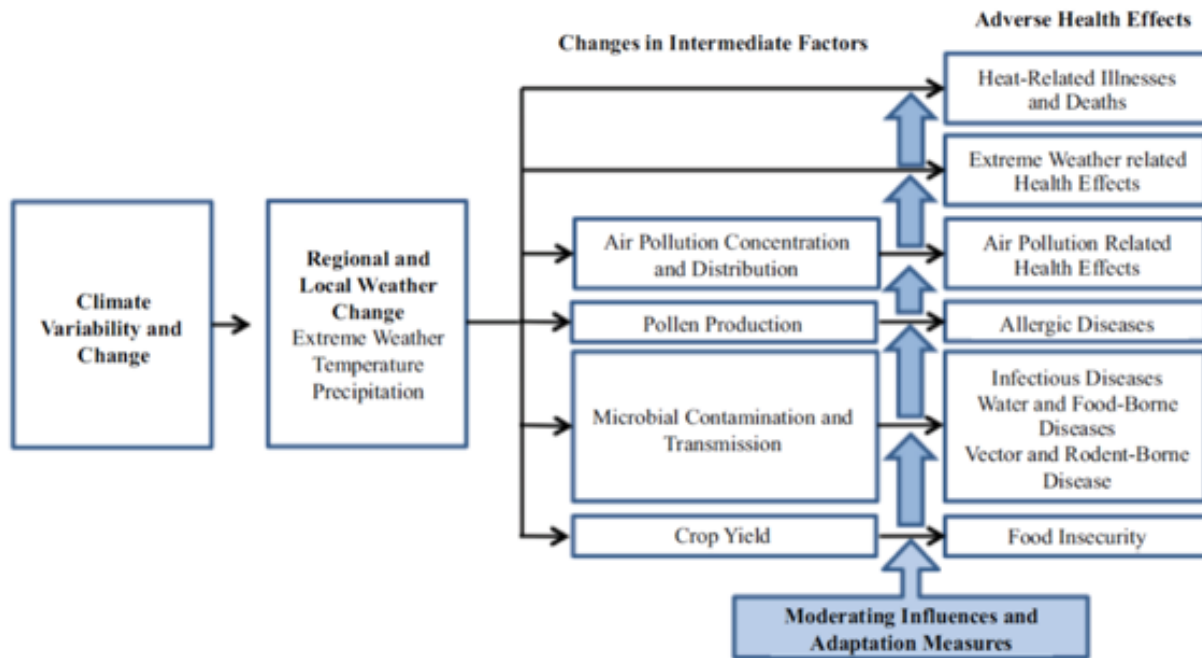 Adverse Health Effects
Changes in Intermediate Factors
Heat-Related Illnesses
and Deaths
Extreme Weather related
Health Effects
Climate
Variability and
Change
Regional and
Local Weather
Change
Extreme Weather
Temperature
Precipitation
Air Pollution Concentration
and Distribution
Air Pollution Related
Health Effects
Pollen Production
Allergic Diseases
Microbial Contamination and
Transmission
Infectious Diseases
Water and Food-Borne
Diseases
Vector and Rodent-Borne
Disease
Crop Yield
Food Insecurity
Moderating Influences and
Adaptation Measures